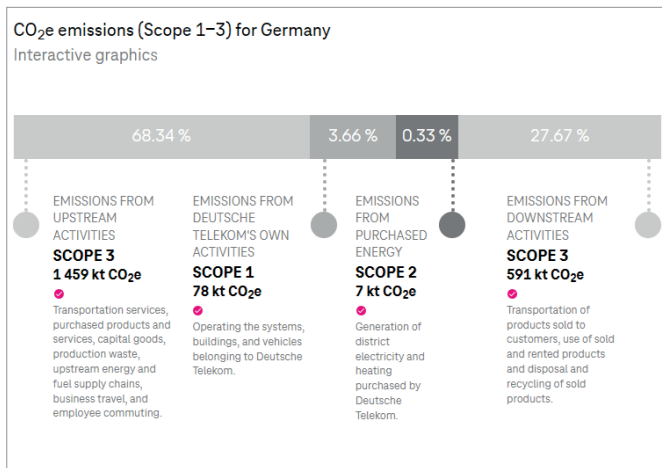 CO₂e emissions (Scope 1–3) for Germany
Interactive graphics
68.34 %
3.66 %
0.33 %
27.67 %
EMISSIONS FROM
UPSTREAM
ACTIVITIES
SCOPE 3
1 459 kt CO₂e
Transportation services,
purchased products and
services, capital goods,
production waste,
upstream energy and
fuel supply chains,
business travel, and
employee commuting.
EMISSIONS FROM
DEUTSCHE
TELEKOM'S OWN
ACTIVITIES
SCOPE 1
78 kt CO₂e
Operating the systems,
buildings, and vehicles
belonging to Deutsche
Telekom.
EMISSIONS
FROM
PURCHASED
ENERGY
SCOPE 2
7 kt CO₂e
Generation of
district
electricity and
heating
purchased by
Deutsche
Telekom.
EMISSIONS FROM
DOWNSTREAM
ACTIVITIES
SCOPE 3
591 kt CO₂e
Transportation of
products sold to
customers, use of sold
and rented products
and disposal and
recycling of sold
products.